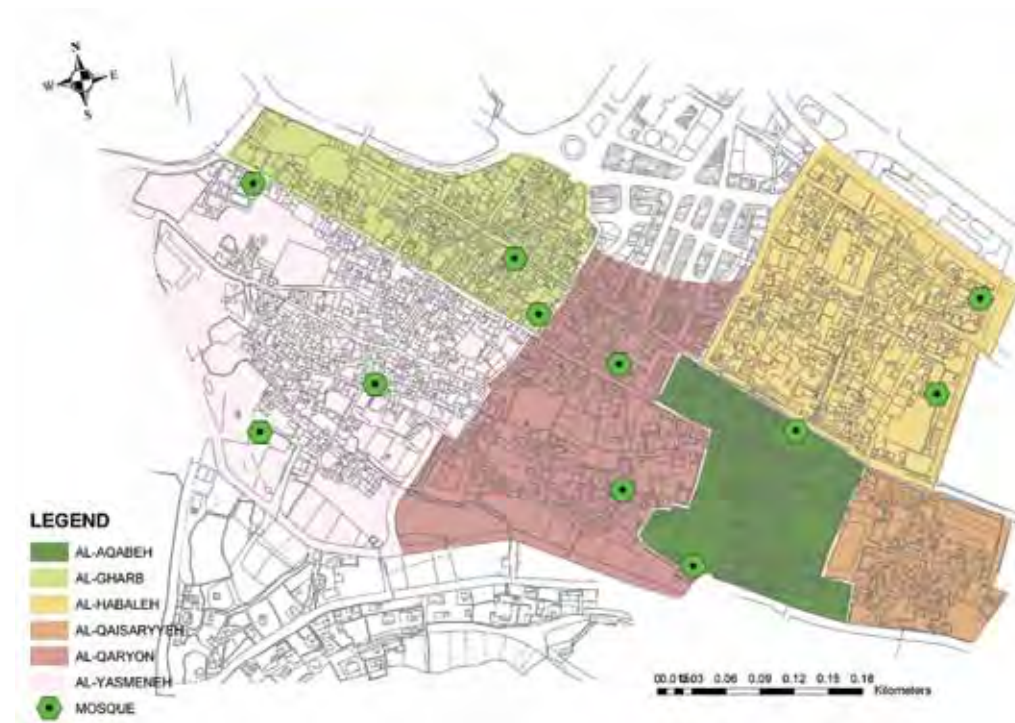 N
W E
S
LEGEND
AL-AQABEH
AL-GHARB
AL-HABALEH
AL-QAISARYYEH
AL-QARYON
AL-YASMENEH
MOSQUE
0.06 0.09 0.12 0.15 0.18
Kilometers